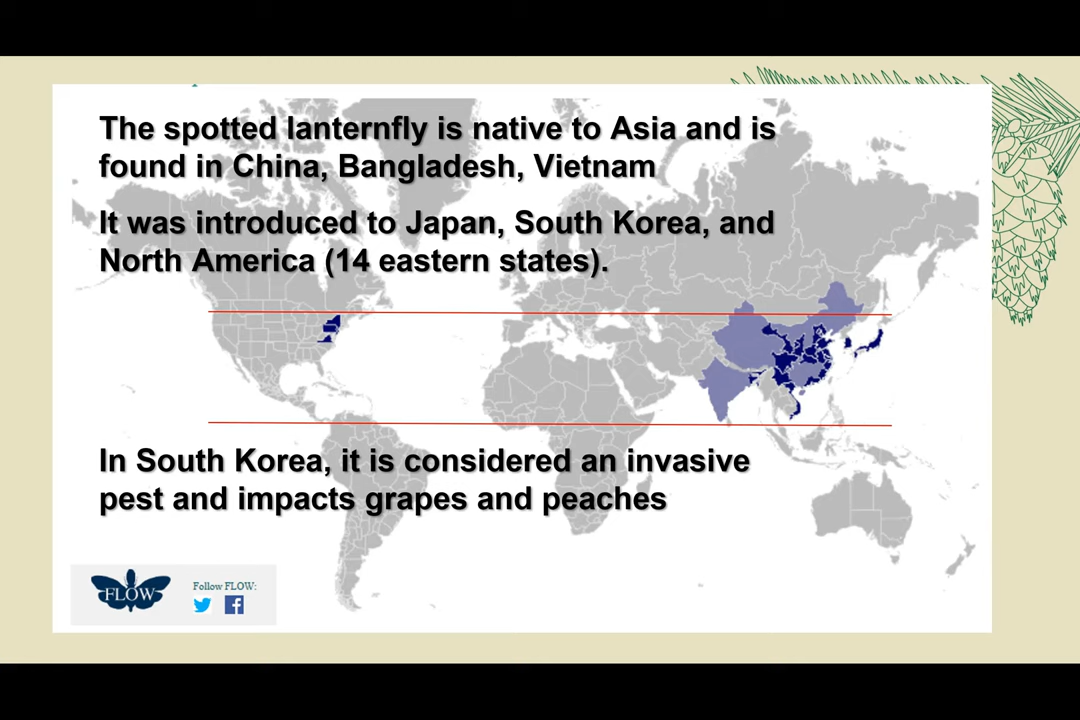 The spotted lanternfly is native to Asia and is
found in China, Bangladesh, Vietnam
It was introduced to Japan, South Korea, and
North America (14 eastern states).
In South Korea, it is considered an invasive
pest and impacts grapes and peaches
FLOW
Follow FLOW: